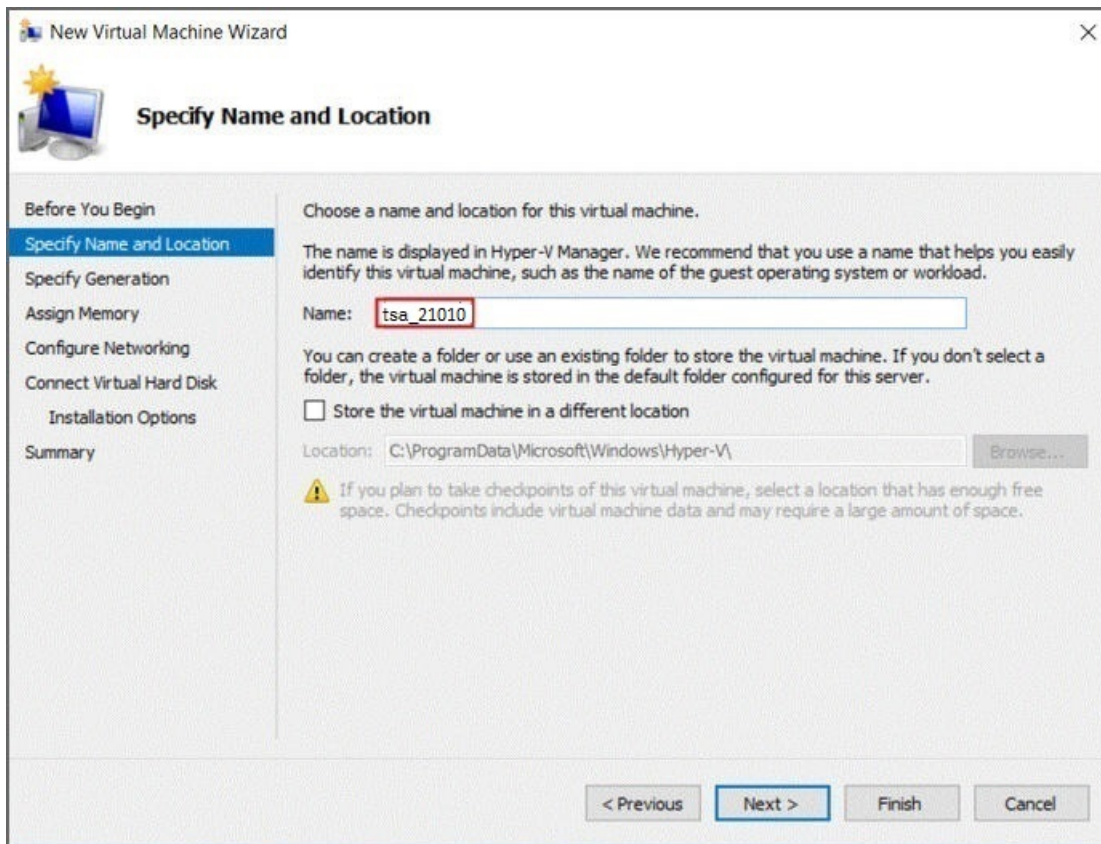 New Virtual Machine Wizard
Specify Name and Location
Before You Begin
Specify Name and Location
Specify Generation
Assign Memory
Configure Networking
Connect Virtual Hard Disk
Installation Options
Summary
Choose a name and location for this virtual machine.
The name is displayed in Hyper-V Manager. We recommend that you use a name that helps you easily
identify this virtual machine, such as the name of the guest operating system or workload.
Name: tsa_21010
You can create a folder or use an existing folder to store the virtual machine. If you don't select a
folder, the virtual machine is stored in the default folder configured for this server.
Store the virtual machine in a different location
Location: C:\ProgramData\Microsoft\Windows\Hyper-V\ Browse...
If you plan to take checkpoints of this virtual machine, select a location that has enough free
space. Checkpoints include virtual machine data and may require a large amount of space.
< Previous Next > Finish Cancel